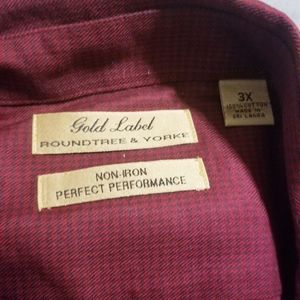 Gold Label
ROUNDTREE & YORKE
NON-IRON
PERFECT PERFORMANCE
3X
100% COTTON
MADE IN
SRI LANKA